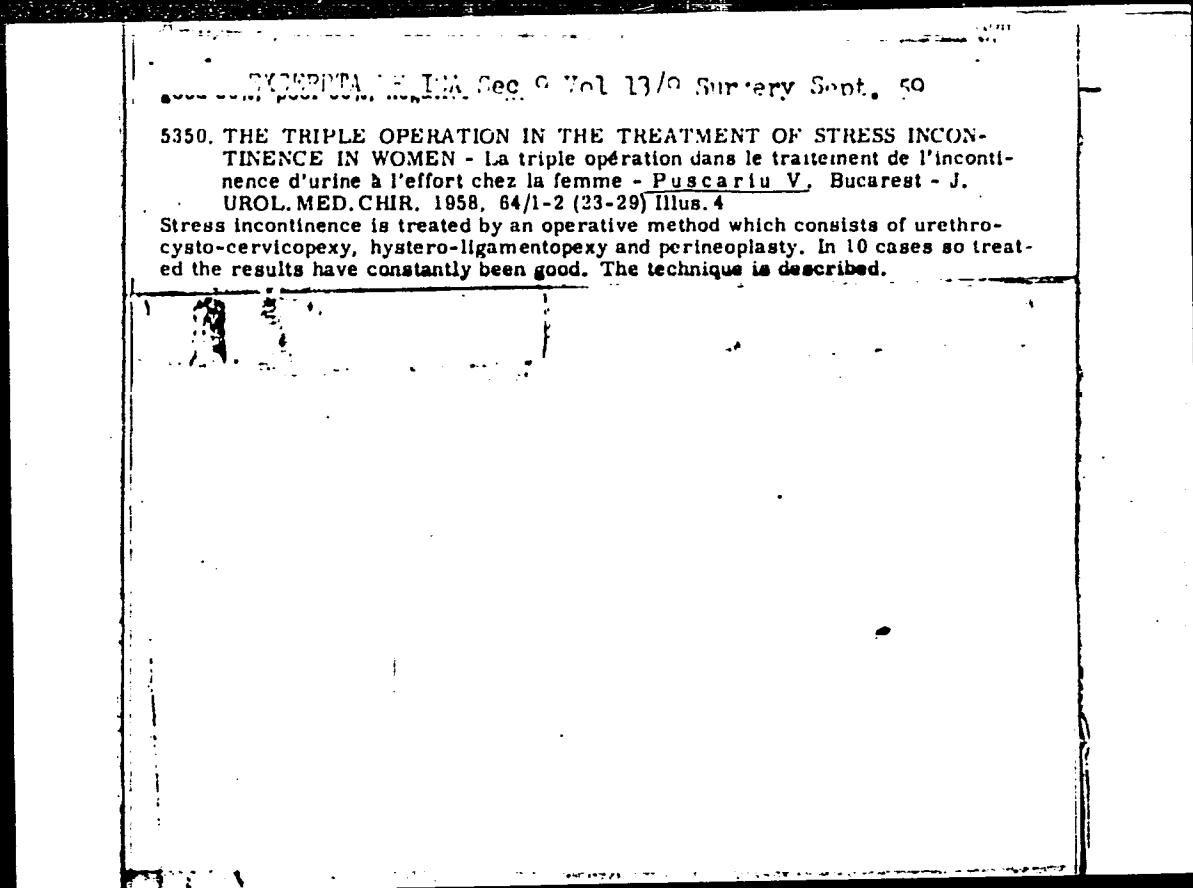 Sec 9 Vol 13/9 Surgery Sept. 59
5350. THE TRIPLE OPERATION IN THE TREATMENT OF STRESS INCON-
TINENCE IN WOMEN - La triple opération dans le traitement de l'inconti-
nence d'urine à l'effort chez la femme - Puscariu V. Bucarest - J.
UROL. MED. CHIR. 1958, 64/1-2 (23-29) Illus. 4
Stress incontinence is treated by an operative method which consists of urethro-
cysto-cervicopexy, hystero-ligamentopexy and perineoplasty. In 10 cases so treat-
ed the results have constantly been good. The technique is described.